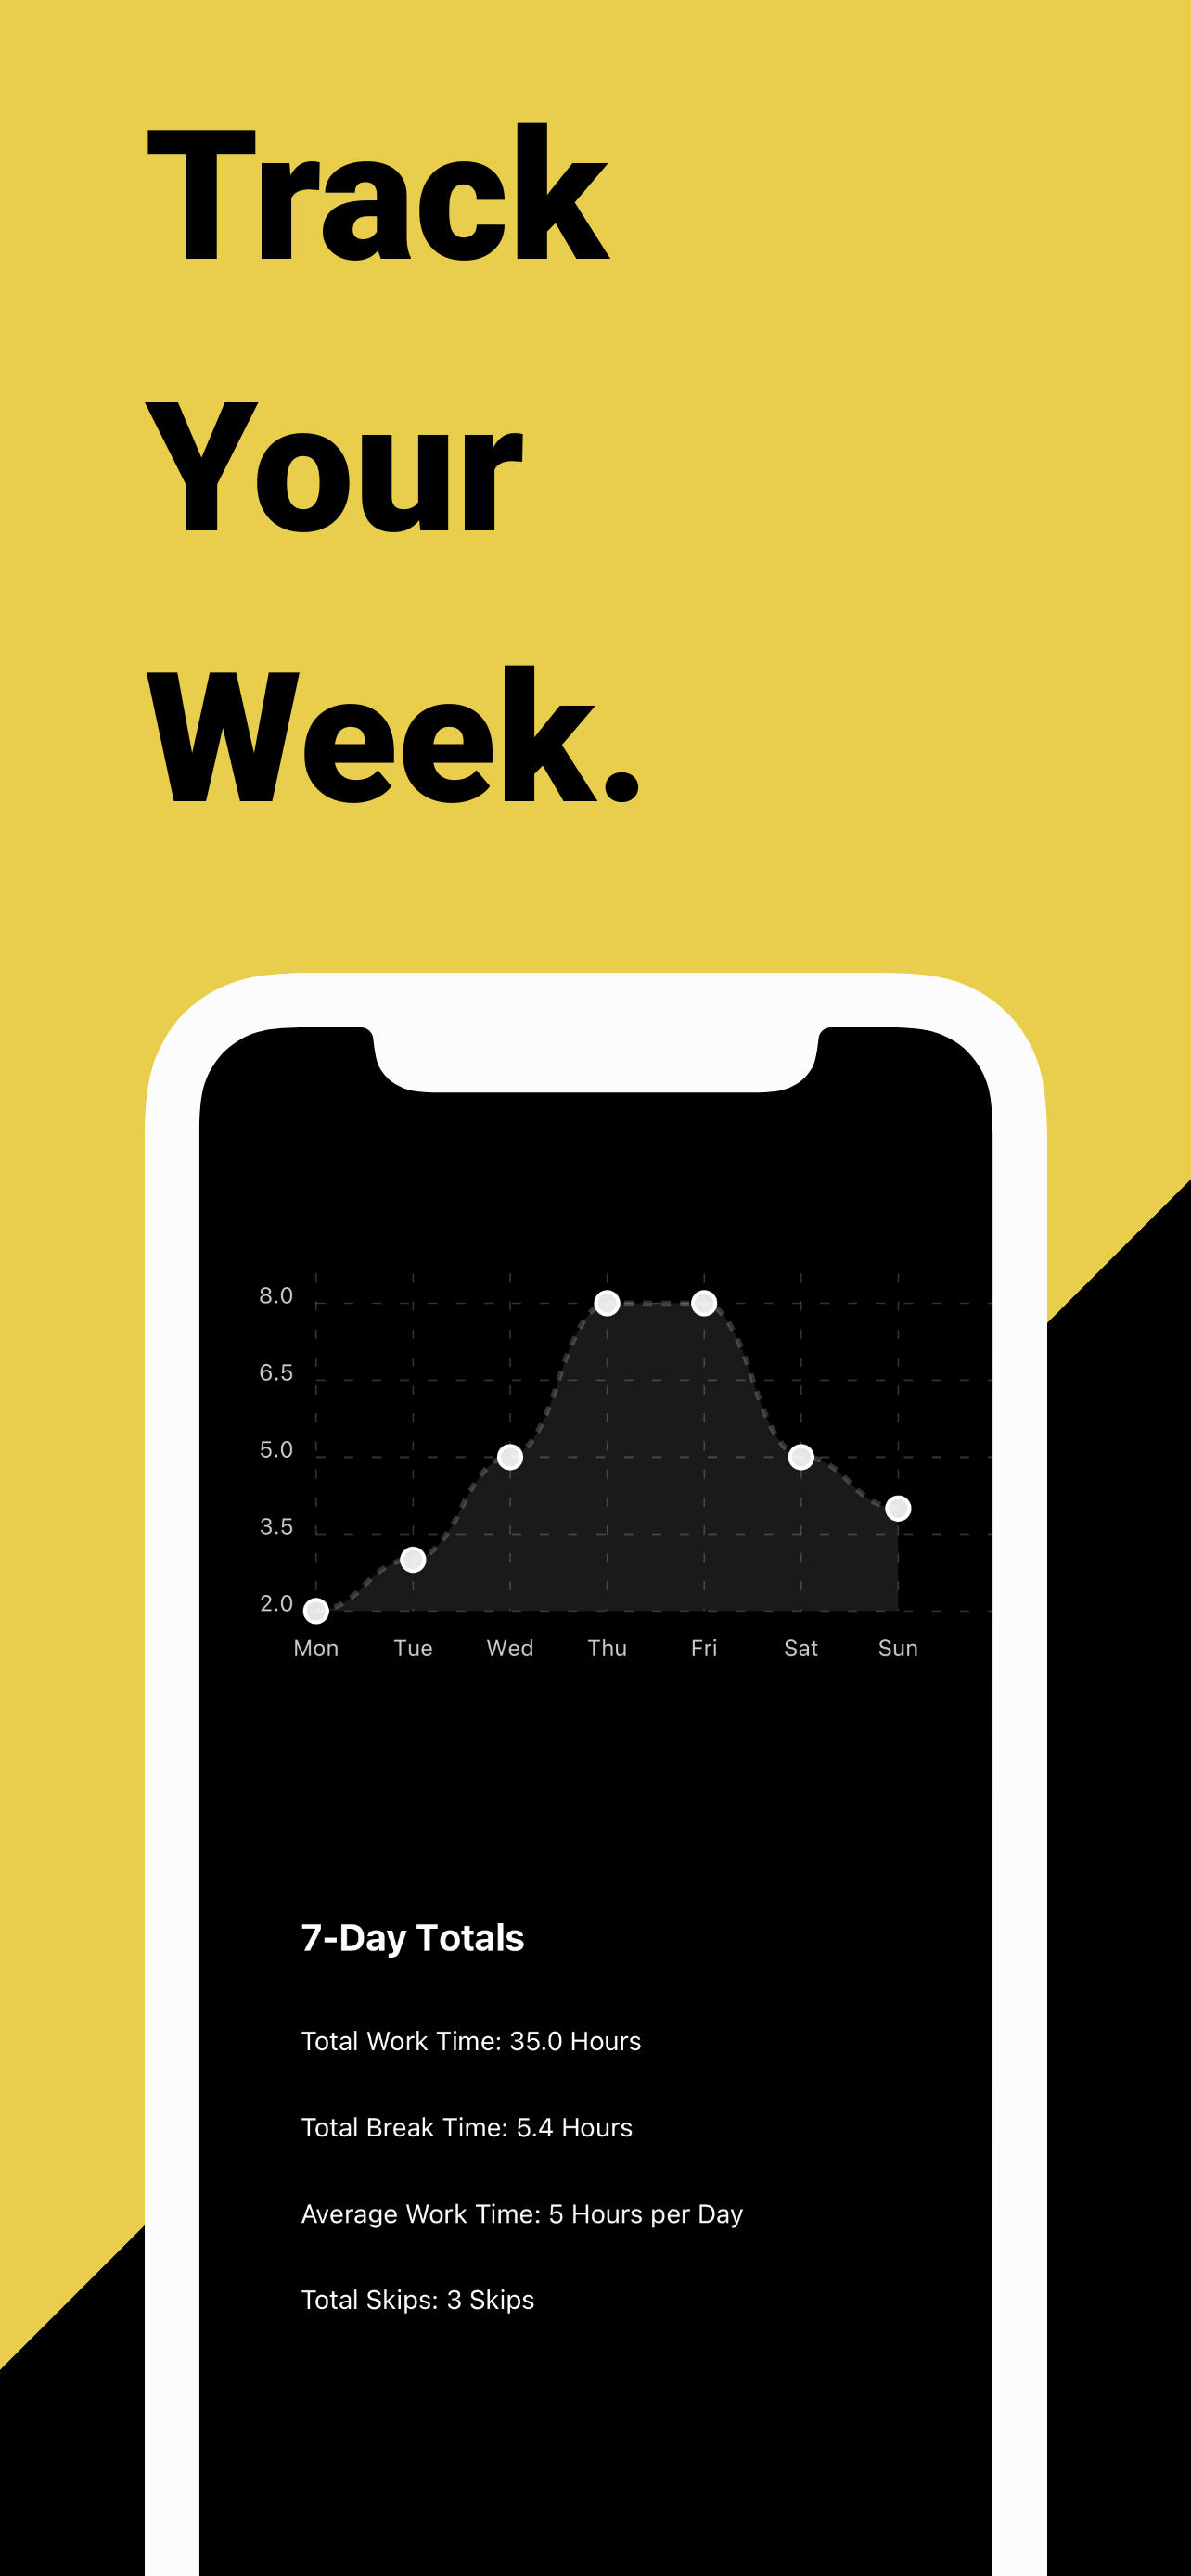 Track
Your
Week.
8.0
6.5
5.0
3.5
2.0
Mon Tue Wed Thu Fri Sat Sun
7-Day Totals
Total Work Time: 35.0 Hours
Total Break Time: 5.4 Hours
Average Work Time: 5 Hours per Day
Total Skips: 3 Skips